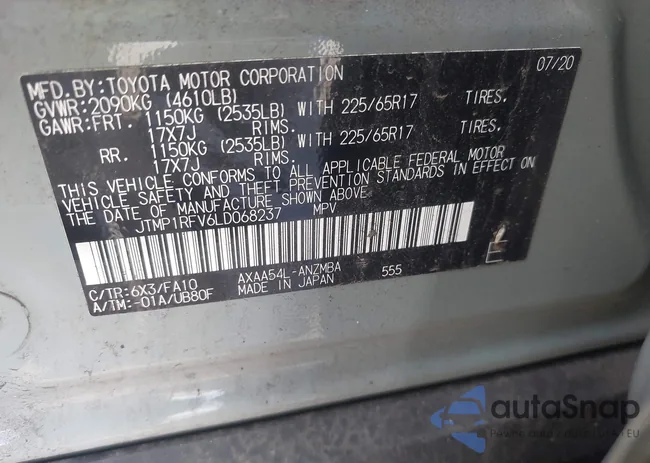 MFD. BY: TOYOTA MOTOR CORPORATION 07/20
GVWR: 2090KG (4610LB)
GAWR: FRT. 1150KG (2535LB) WITH 225/65R17 TIRES.
17X7J RIMS.
RR. 1150KG (2535LB) WITH 225/65R17 TIRES.
17X7J RIMS.
THIS VEHICLE CONFORMS TO ALL APPLICABLE FEDERAL MOTOR
VEHICLE SAFETY AND THEFT PREVENTION STANDARDS IN EFFECT ON
THE DATE OF MANUFACTURE SHOWN ABOVE.
JTMP1RFV6LD068237 MPV
E
C/TR: 6X3/FA10 AXAA54L-ANZMBA 555
A/TM: -01A/UB80F MADE IN JAPAN
autoSnap